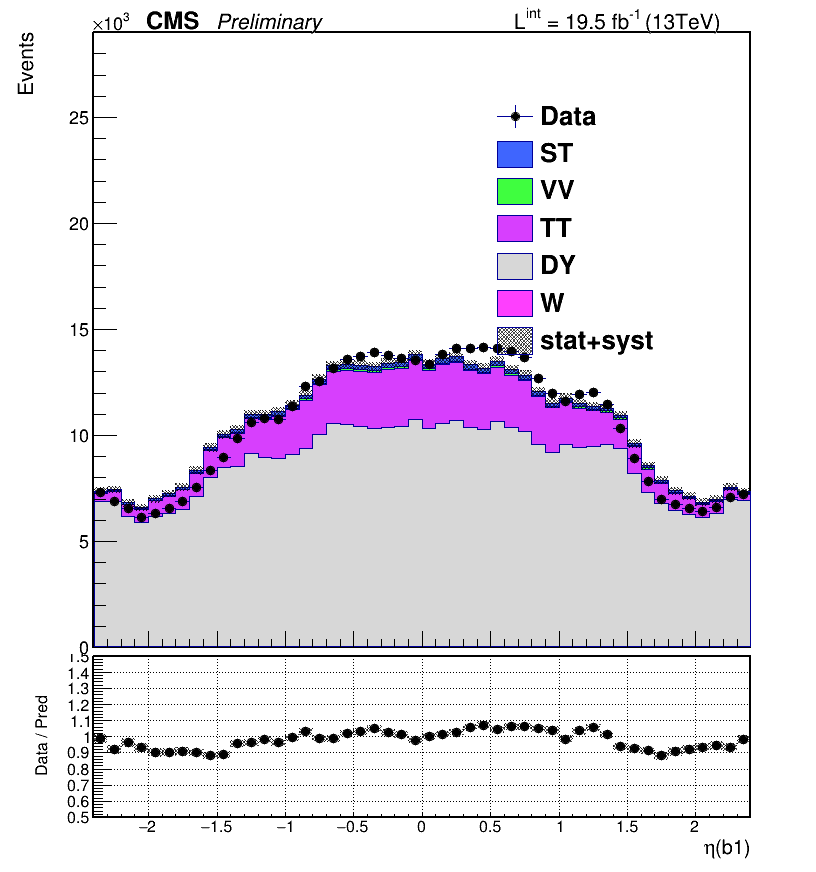 ×10³ CMS Preliminary L^int = 19.5 fb⁻¹ (13TeV)
Events
25
20
15
10
5
0
Data
ST
VV
TT
DY
W
stat+syst
Data / Pred
1.5
1.4
1.3
1.2
1.1
1
0.9
0.8
0.7
0.6
0.5
−2 −1.5 −1 −0.5 0 0.5 1 1.5 2
η(b1)